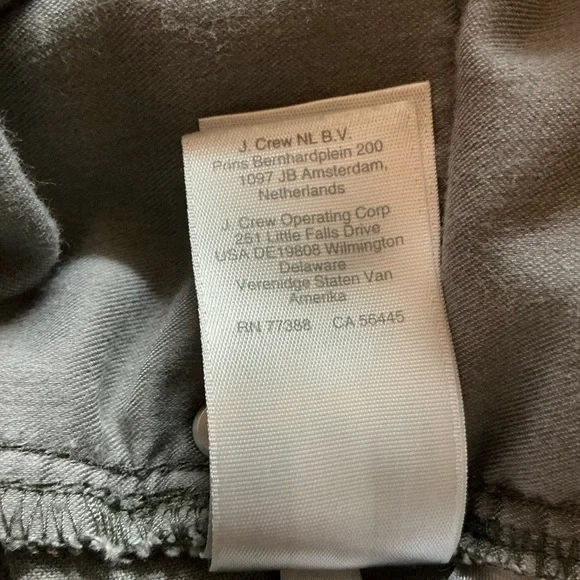 J. Crew NL B.V.
Prins Bernhardplein 200
1097 JB Amsterdam,
Netherlands
J. Crew Operating Corp
251 Little Falls Drive
USA DE19808 Wilmington
Delaware
Verenidge Staten Van
Amerika
RN 77388 CA 56445